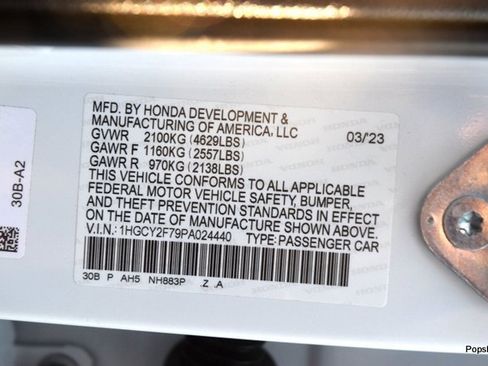 MFD. BY HONDA DEVELOPMENT &
MANUFACTURING OF AMERICA, LLC 03/'23
GVWR 2100KG (4629LBS)
GAWR F 1160KG (2557LBS)
GAWR R 970KG (2138LBS)
THIS VEHICLE CONFORMS TO ALL APPLICABLE
FEDERAL MOTOR VEHICLE SAFETY, BUMPER,
AND THEFT PREVENTION STANDARDS IN EFFECT
ON THE DATE OF MANUFACTURE SHOWN ABOVE.
V.I.N.: 1HGCY2F79PA024440 TYPE: PASSENGER CAR
30B P AH5 NH883P .Z .A
30B-A2